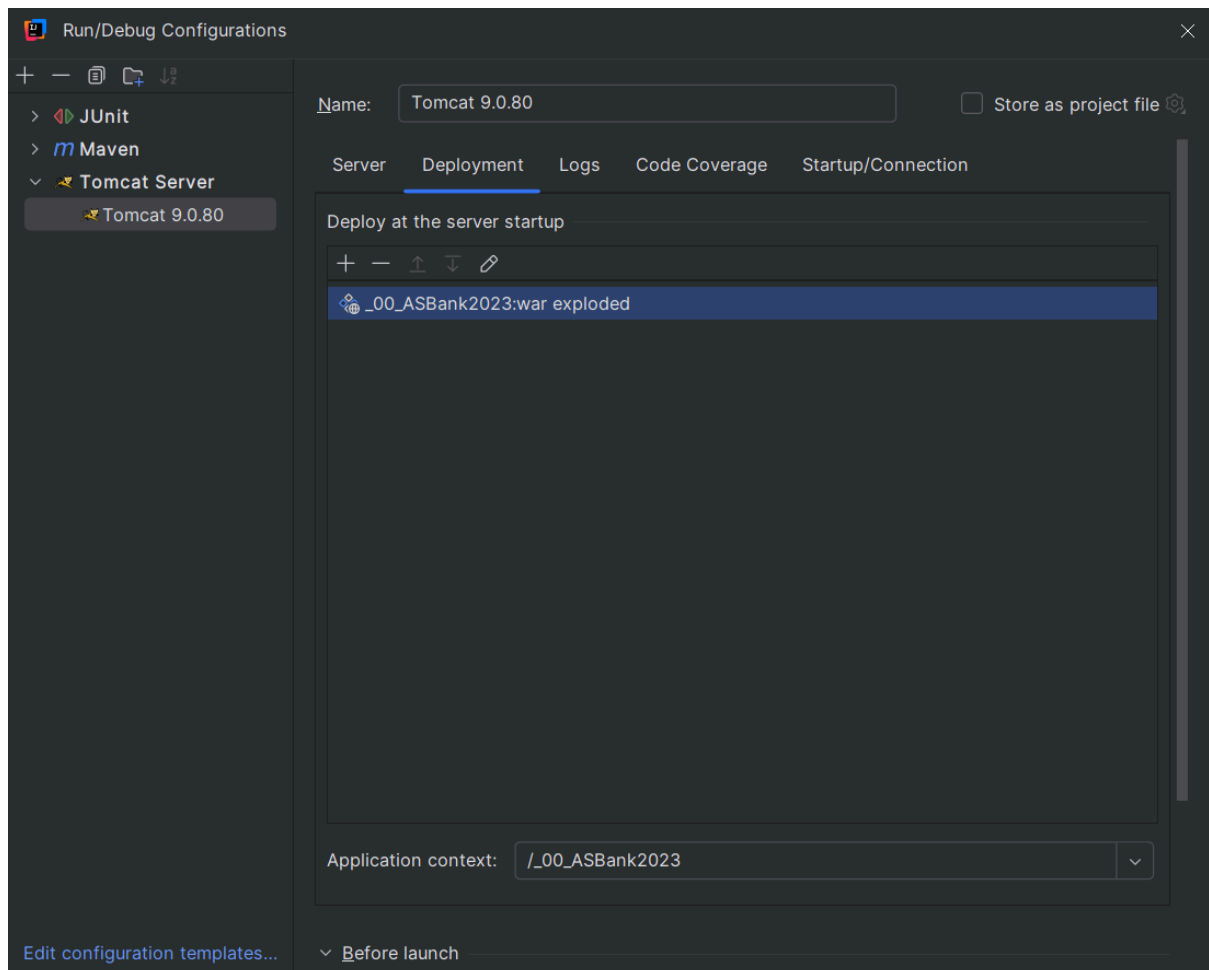 Run/Debug Configurations
JUnit
Maven
Tomcat Server
Tomcat 9.0.80
Edit configuration templates...
Name: Tomcat 9.0.80
Store as project file
Server Deployment Logs Code Coverage Startup/Connection
Deploy at the server startup
_00_ASBank2023:war exploded
Application context: /_00_ASBank2023
Before launch